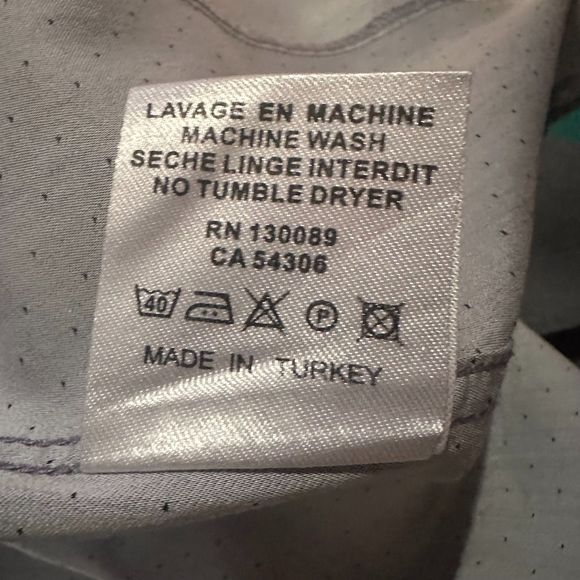 LAVAGE EN MACHINE
MACHINE WASH
SECHE LINGE INTERDIT
NO TUMBLE DRYER
RN 130089
CA 54306
40 P
MADE IN TURKEY